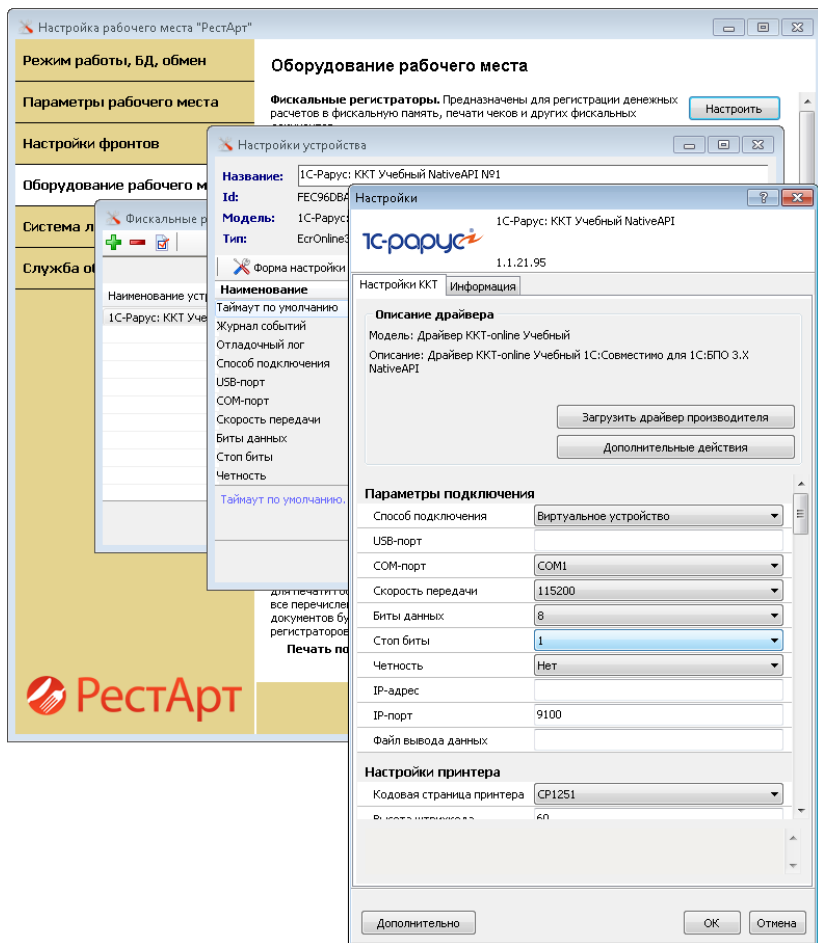 Настройка рабочего места "РестАрт"
Режим работы, БД, обмен
Параметры рабочего места
Настройки фронтов
Оборудование рабочего м
Система л
Служба о
Оборудование рабочего места
Фискальные регистраторы. Предназначены для регистрации денежных
расчетов в фискальную память, печати чеков и других фискальных
Настроить
Фискальные р
Наименование уст
1С-Рарус: ККТ Уче
Настройки устройства
Название: 1С-Рарус: ККТ Учебный NativeAPI №1
Id: FEC96DBA
Модель: 1С-Рарус:
Тип: EcrOnline3
Форма настройки
Наименование
Таймаут по умолчанию
Журнал событий
Отладочный лог
Способ подключения
USB-порт
COM-порт
Скорость передачи
Биты данных
Стоп биты
Четность
Таймаут по умолчанию.
все перечисле
документов бу
регистраторов
Печать по
РестАрт
Настройки
1С-рарус
1С-Рарус: ККТ Учебный NativeAPI
1.1.21.95
Настройки ККТ
Информация
Описание драйвера
Модель: Драйвер ККТ-online Учебный
Описание: Драйвер ККТ-online Учебный 1С:Совместимо для 1С:БПО 3.X
NativeAPI
Загрузить драйвер производителя
Дополнительные действия
Параметры подключения
Способ подключения Виртуальное устройство
USB-порт
COM-порт COM1
Скорость передачи 115200
Биты данных 8
Стоп биты 1
Четность Нет
IP-адрес
IP-порт 9100
Файл вывода данных
Настройки принтера
Кодовая страница принтера CP1251
Высота штрихкода 60
Дополнительно
ОК
Отмена